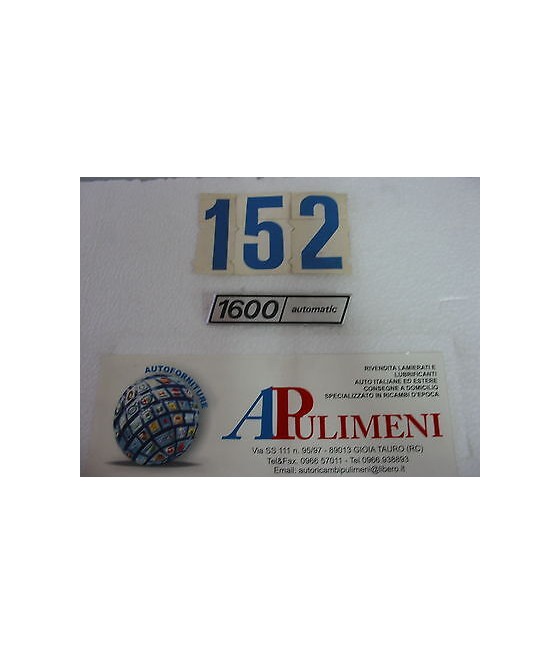 152
1600 automatic
AUTOFORNITURE
RIVENDITA LAMIERATI E
LUBRIFICANTI
AUTO ITALIANE ED ESTERE
CONSEGNE A DOMICILIO
SPECIALIZZATO IN RICAMBI D'EPOCA
APULIMENI
Via SS 111 n. 95/97 - 89013 GIOIA TAURO (RC)
Tel&Fax. 0966 57011 - Tel 0966.938893
Email: autoricambipulimeni@libero.it